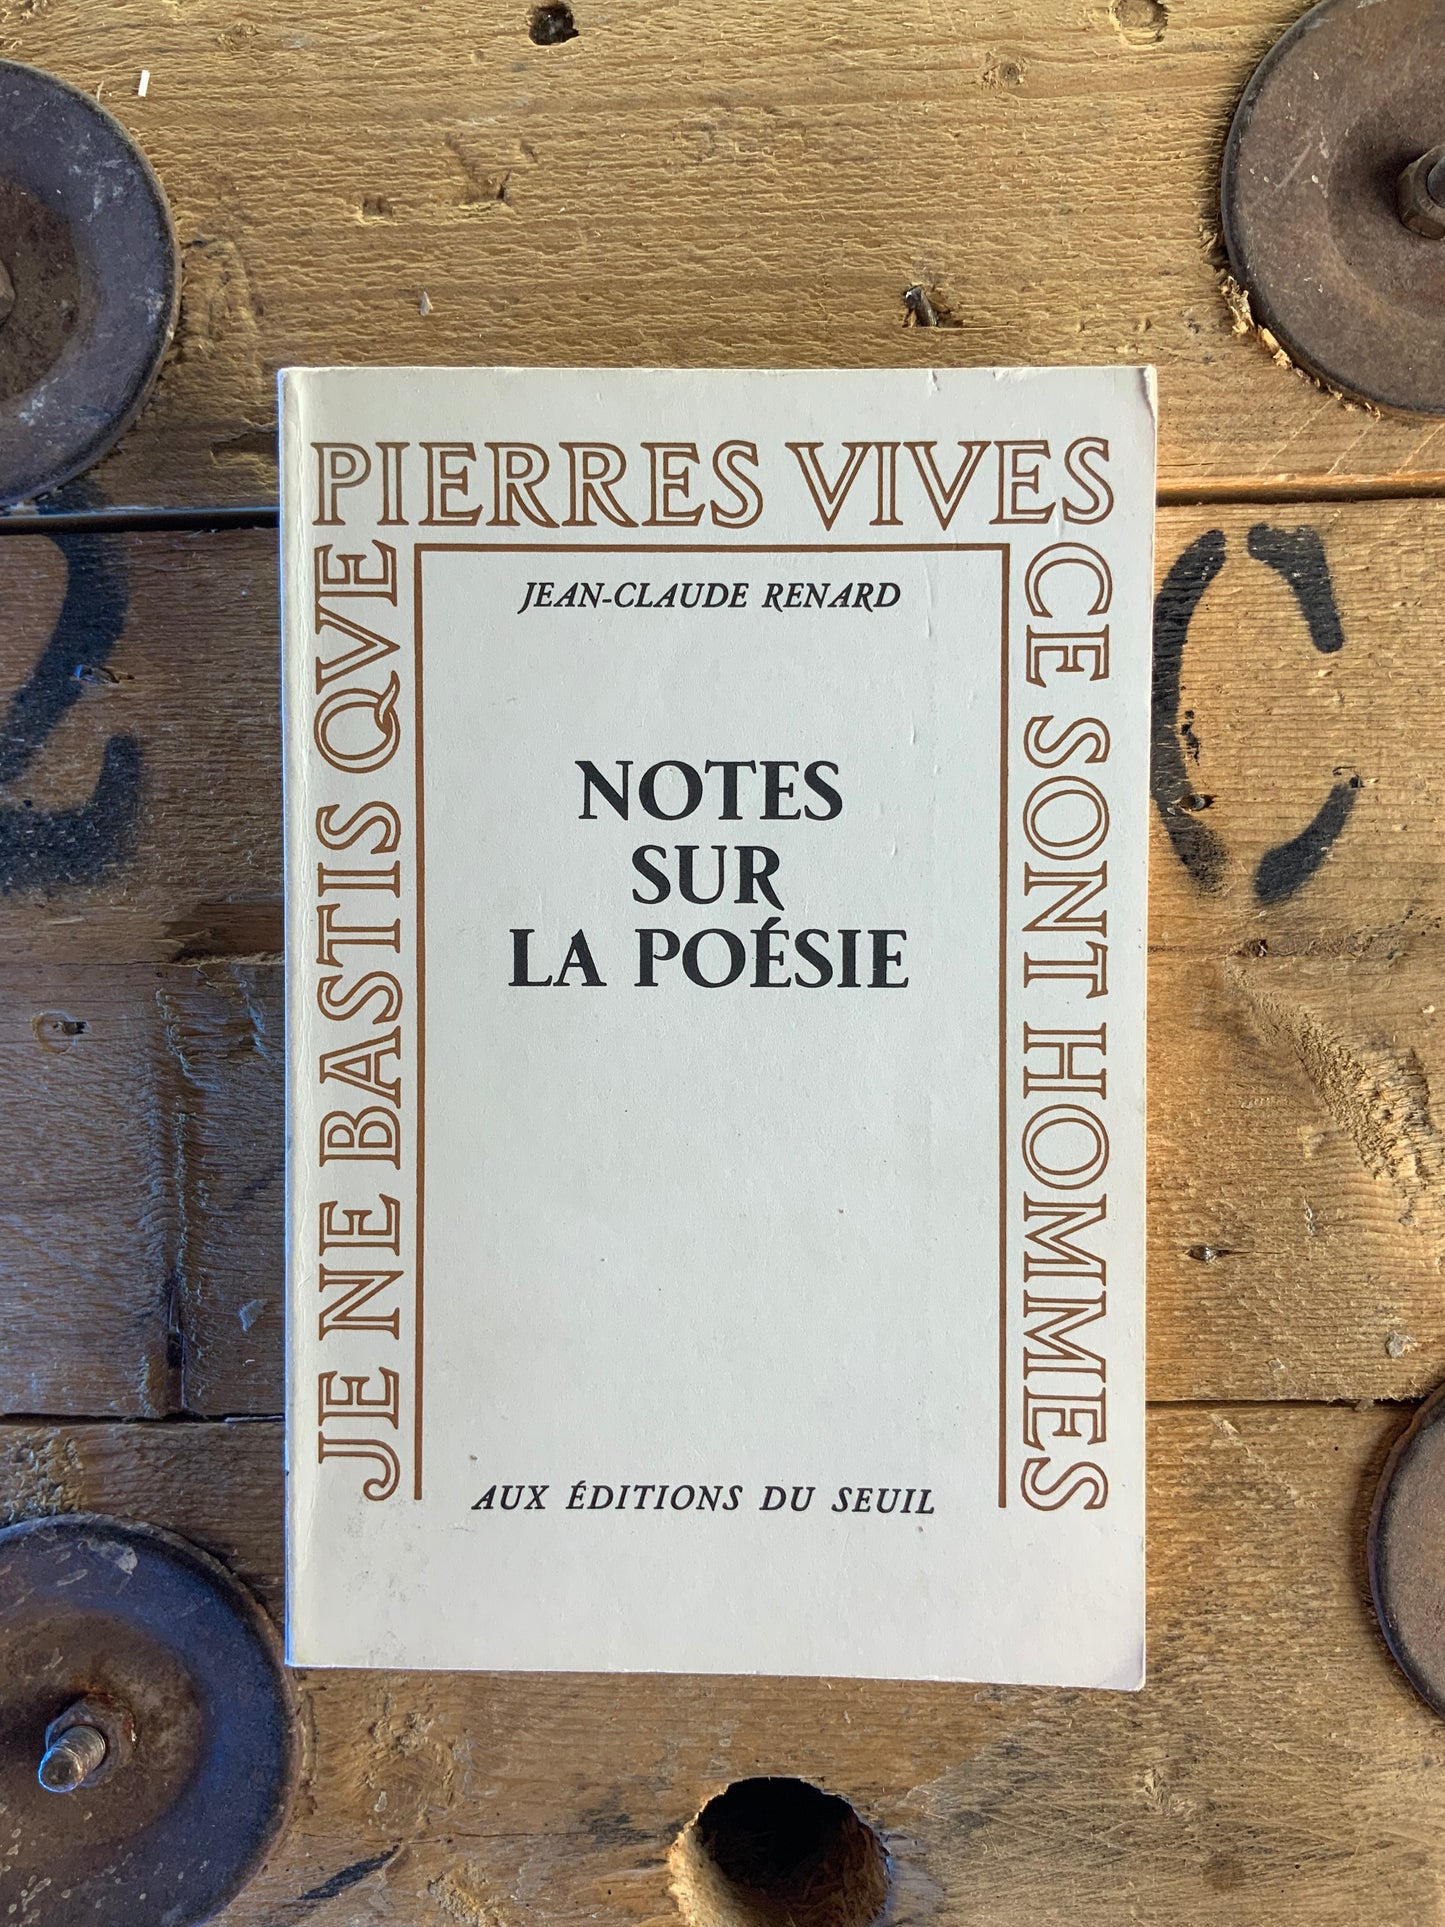 JE NE BASTIS QVE
PIERRES VIVES
CE SONT HOMMES
JEAN-CLAUDE RENARD
NOTES
SUR
LA POÉSIE
AUX ÉDITIONS DU SEUIL